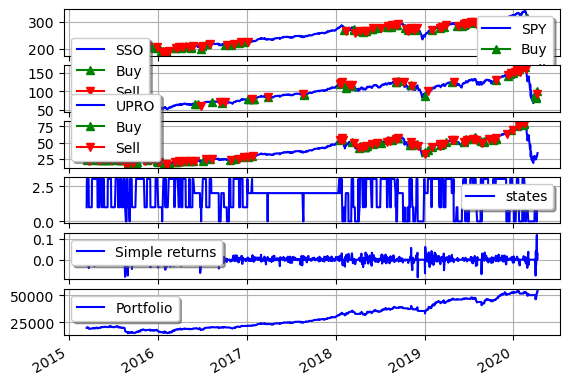 300
200
SPY
Buy
150
100
50
SSO
Buy
Sell
75
50
25
UPRO
Buy
Sell
2.5
0.0
states
0.1
0.0
Simple returns
50000
25000
Portfolio
2015
2016
2017
2018
2019
2020